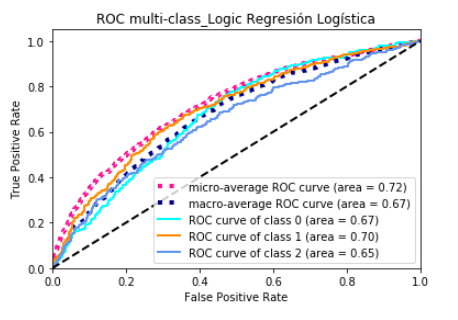 ROC multi-class_Logic Regresión Logística
True Positive Rate
1.0
0.8
0.6
0.4
0.2
0.0
micro-average ROC curve (area = 0.72)
macro-average ROC curve (area = 0.67)
ROC curve of class 0 (area = 0.67)
ROC curve of class 1 (area = 0.70)
ROC curve of class 2 (area = 0.65)
0.0 0.2 0.4 0.6 0.8 1.0
False Positive Rate